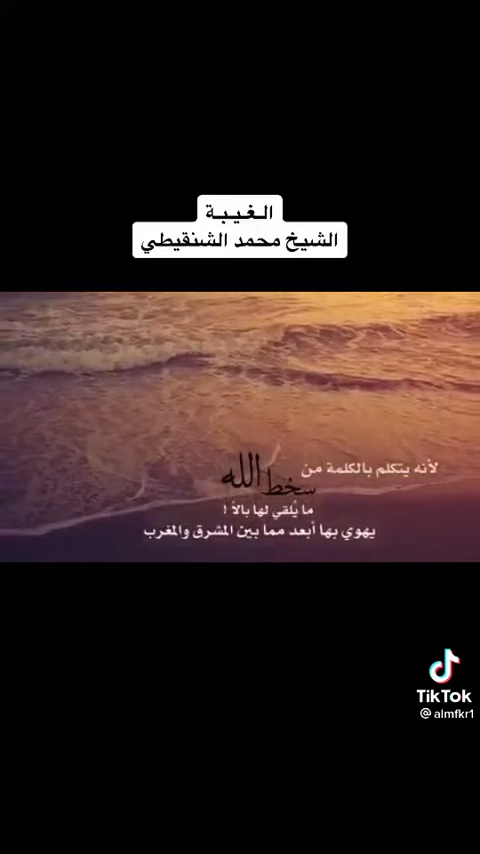 الغيبة
الشيخ محمد الشنقيطي
لأنه يتكلم بالكلمة من
سخط الله
ما يُلقي لها بالاً !
يهوي بها أبعد مما بين المشرق والمغرب
TikTok
@almfkr1